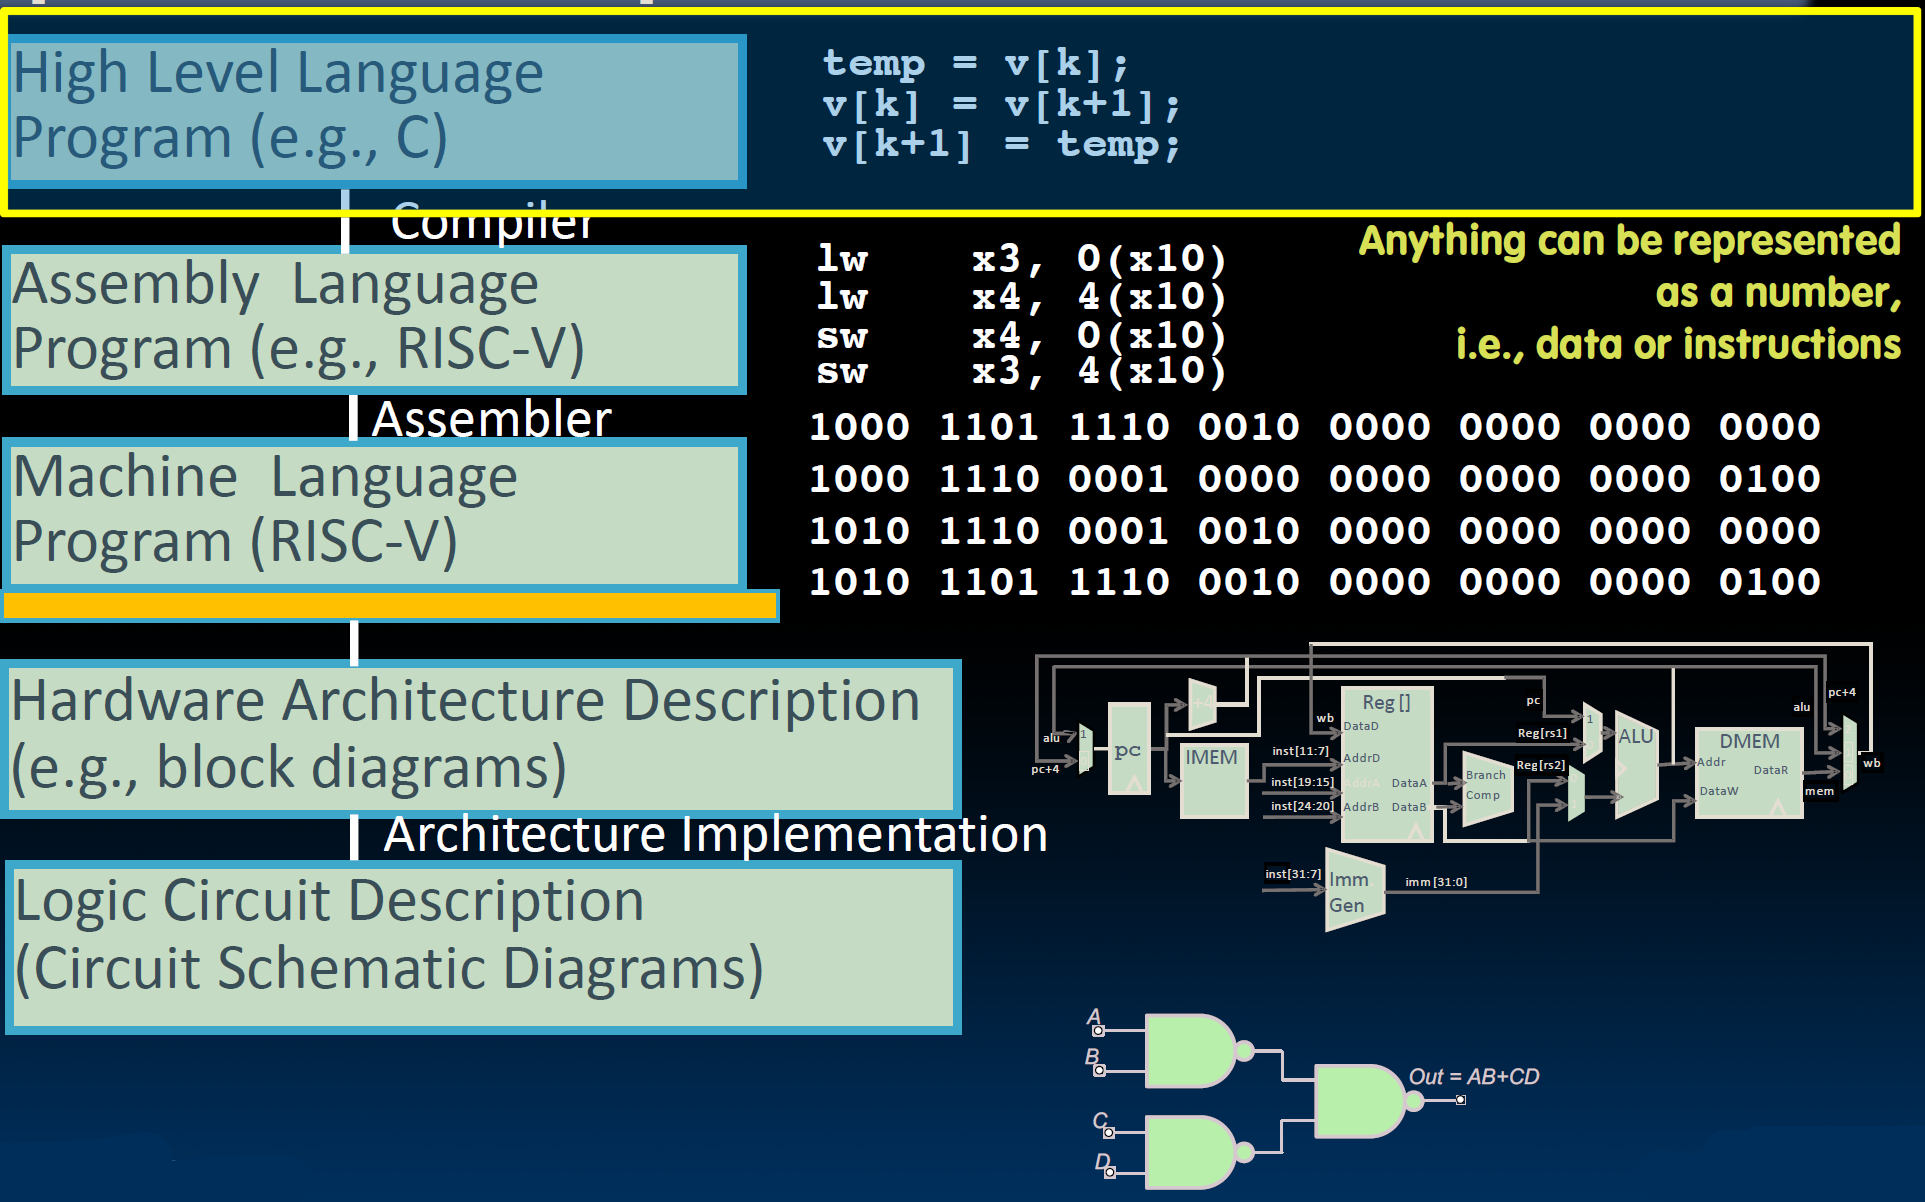 High Level Language
Program (e.g., C)
temp = v[k];
v[k] = v[k+1];
v[k+1] = temp;
Compiler
Assembly Language
Program (e.g., RISC-V)
lw x3, 0(x10)
lw x4, 4(x10)
sw x4, 0(x10)
sw x3, 4(x10)
Anything can be represented
as a number,
i.e., data or instructions
Assembler
Machine Language
Program (RISC-V)
1000 1101 1110 0010 0000 0000 0000 0000
1000 1110 0001 0000 0000 0000 0000 0100
1010 1110 0001 0010 0000 0000 0000 0000
1010 1101 1110 0010 0000 0000 0000 0100
Hardware Architecture Description
(e.g., block diagrams)
alu
pc+4
1
0
pc
+4
IMEM
inst[11:7]
inst[19:15]
inst[24:20]
wb
Reg []
DataD
AddrD
AddrA
AddrB
DataA
DataB
Branch
Comp
pc
Reg[rs1]
Reg[rs2]
1
0
0
1
ALU
DMEM
Addr
DataR
DataW
alu
pc+4
mem
wb
inst[31:7]
Imm
Gen
imm[31:0]
Architecture Implementation
Logic Circuit Description
(Circuit Schematic Diagrams)
A
B
C
D
Out = AB+CD